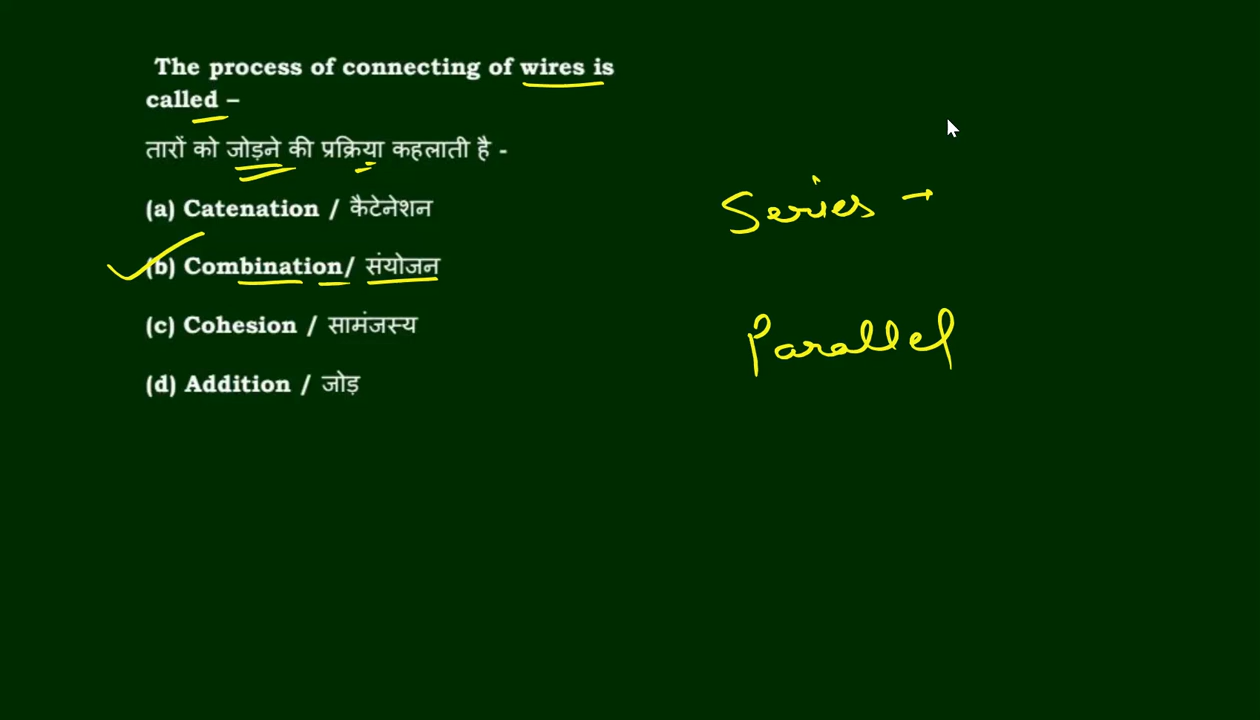 The process of connecting of wires is
called –
तारों को जोड़ने की प्रक्रिया कहलाती है -
(a) Catenation / कैटेनेशन
(b) Combination/ संयोजन
(c) Cohesion / सामंजस्य
(d) Addition / जोड़
Series →
Parallel